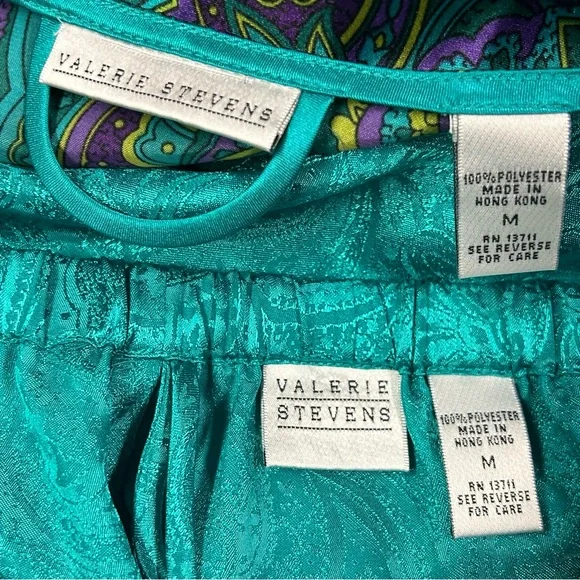 VALERIE STEVENS
100% POLYESTER
MADE IN
HONG KONG
M
RN 13711
SEE REVERSE
FOR CARE
VALERIE
STEVENS
100% POLYESTER
MADE IN
HONG KONG
M
RN 13711
SEE REVERSE
FOR CARE